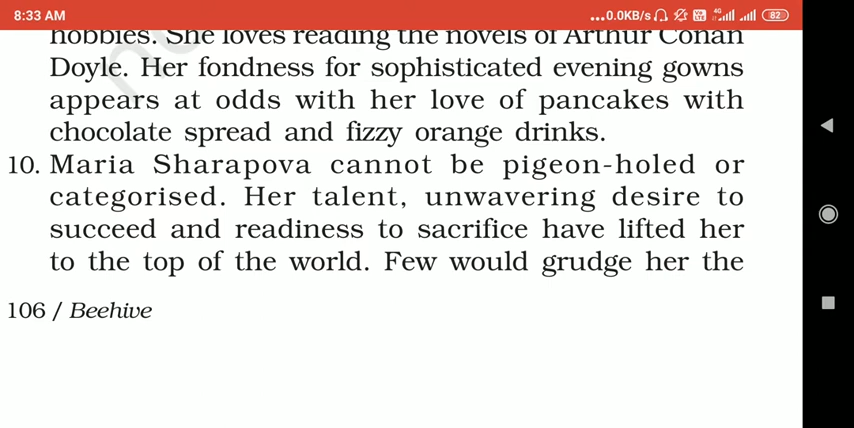 8:33 AM ...0.0KB/s 4G 82
hobbies. She loves reading the novels of Arthur Conan
Doyle. Her fondness for sophisticated evening gowns
appears at odds with her love of pancakes with
chocolate spread and fizzy orange drinks.
10. Maria Sharapova cannot be pigeon-holed or
categorised. Her talent, unwavering desire to
succeed and readiness to sacrifice have lifted her
to the top of the world. Few would grudge her the
106 / Beehive